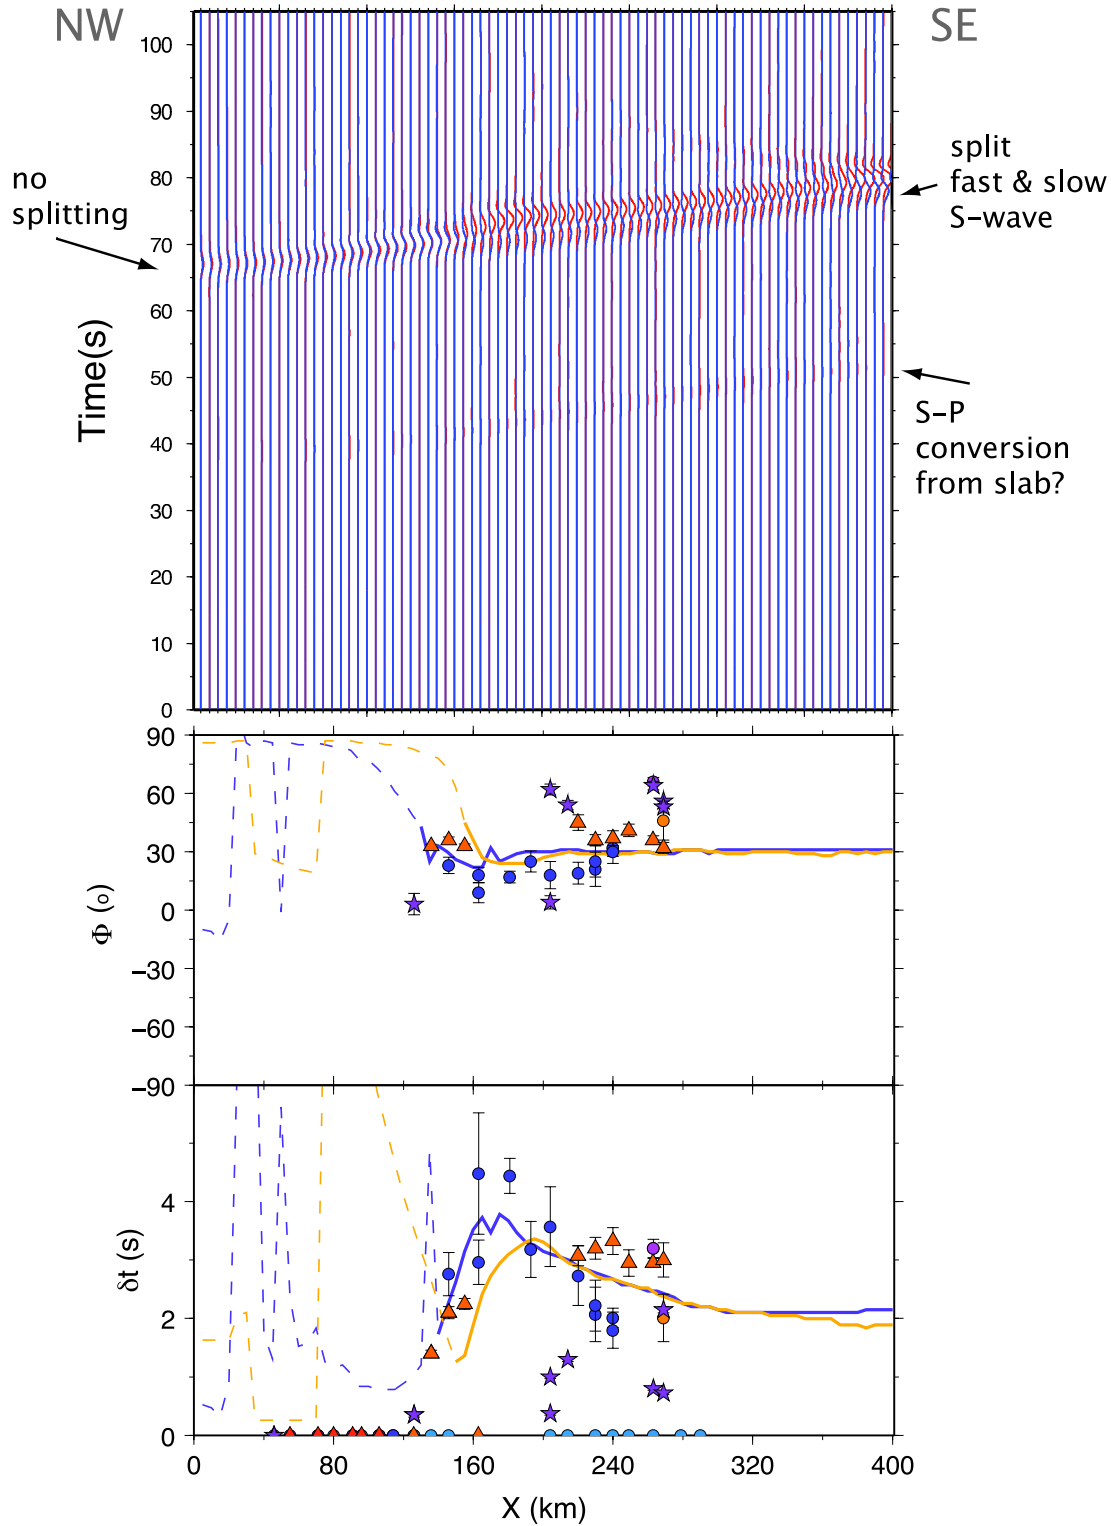 NW
SE
100
90
80
70
60
50
40
30
20
10
0
Time(s)
no
splitting
split
fast & slow
S-wave
S-P
conversion
from slab?
90
60
30
0
−30
−60
−90
Φ (o)
4
2
0
δt (s)
0
80
160
240
320
400
X (km)